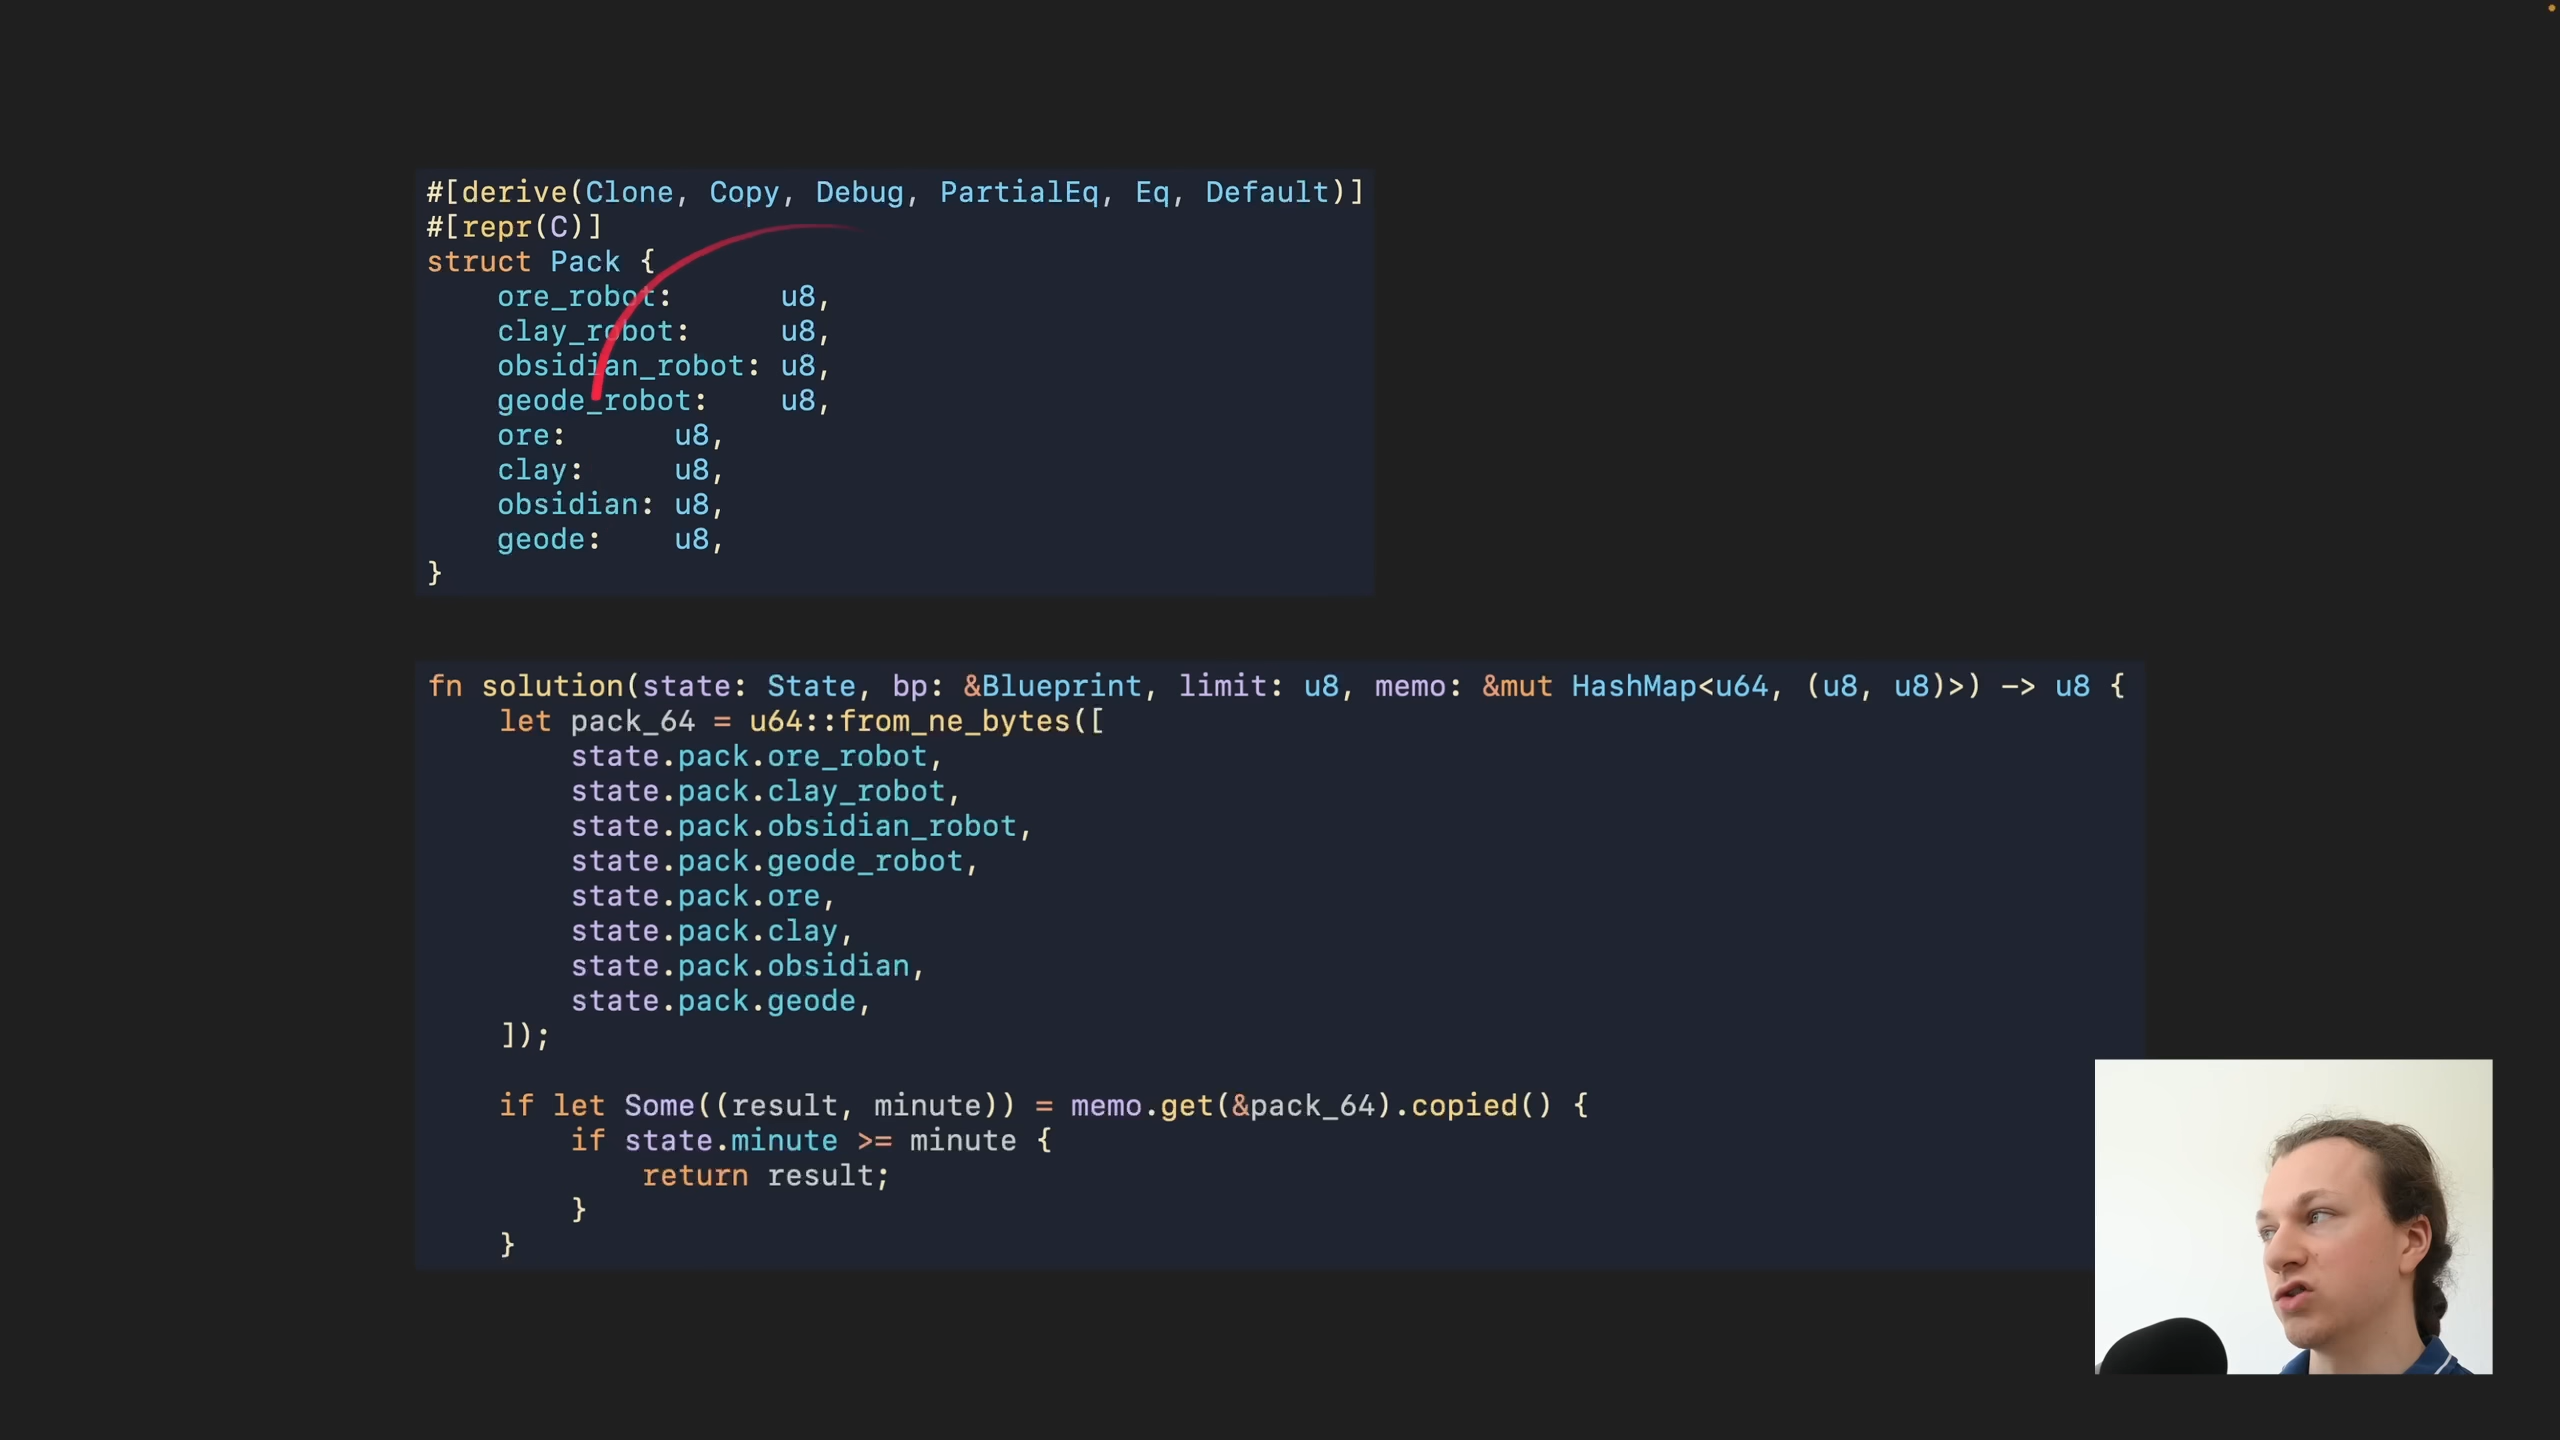 #[derive(Clone, Copy, Debug, PartialEq, Eq, Default)]
#[repr(C)]
struct Pack {
    ore_robot:      u8,
    clay_robot:     u8,
    obsidian_robot: u8,
    geode_robot:    u8,
    ore:      u8,
    clay:     u8,
    obsidian: u8,
    geode:    u8,
}
fn solution(state: State, bp: &Blueprint, limit: u8, memo: &mut HashMap<u64, (u8, u8)>) -> u8 {
    let pack_64 = u64::from_ne_bytes([
        state.pack.ore_robot,
        state.pack.clay_robot,
        state.pack.obsidian_robot,
        state.pack.geode_robot,
        state.pack.ore,
        state.pack.clay,
        state.pack.obsidian,
        state.pack.geode,
    ]);
    if let Some((result, minute)) = memo.get(&pack_64).copied() {
        if state.minute >= minute {
            return result;
        }
    }